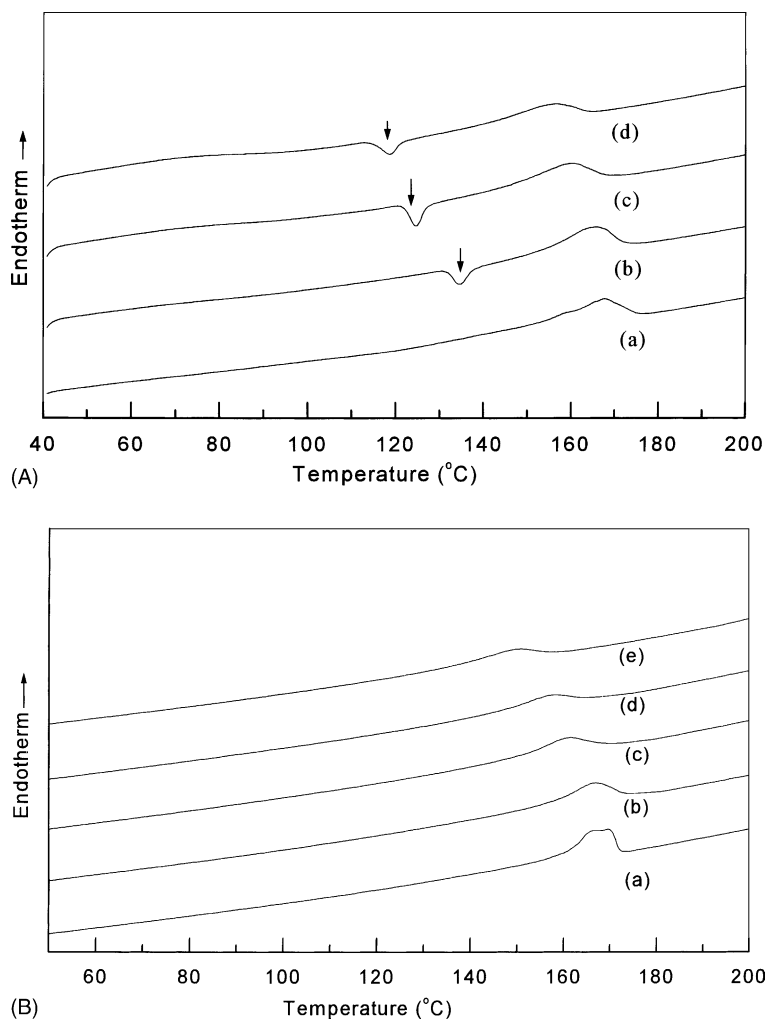 Endotherm →
(d)
(c)
(b)
(a)
40 60 80 100 120 140 160 180 200
Temperature (°C)
(A)
Endotherm →
(e)
(d)
(c)
(b)
(a)
60 80 100 120 140 160 180 200
Temperature (°C)
(B)